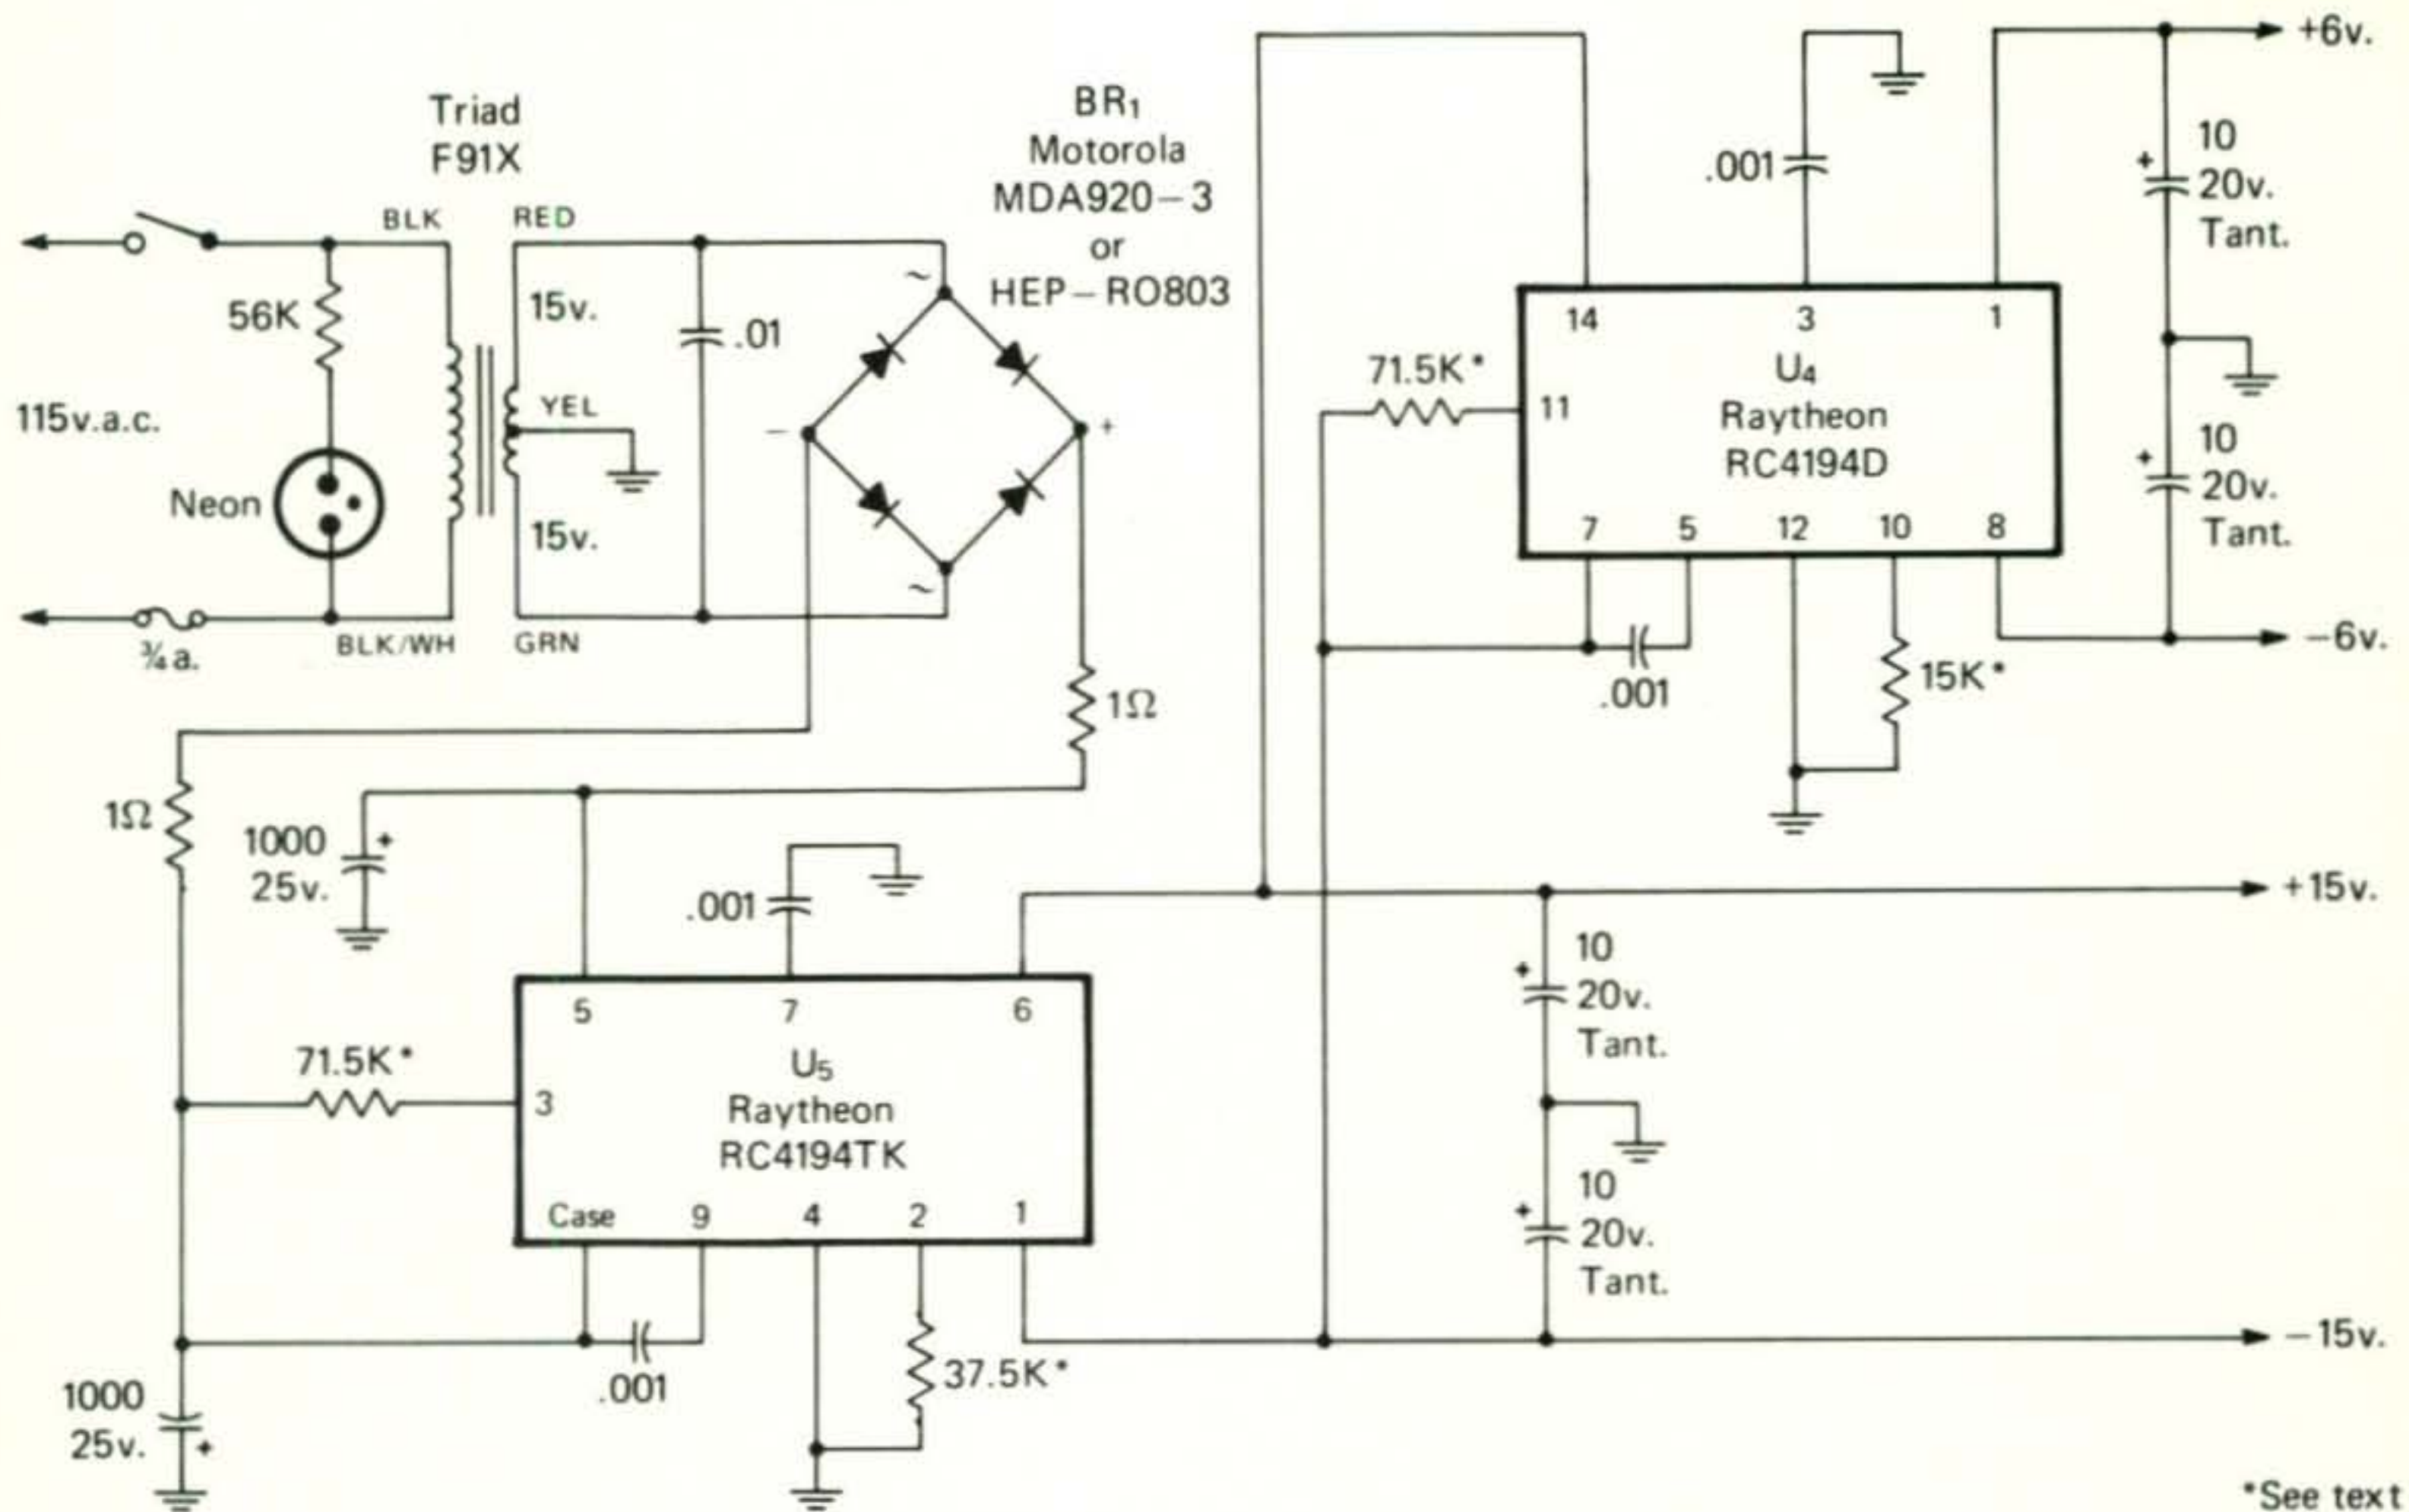 Triad
F91X
BLK
RED
56K
15v.
.01
115v.a.c.
YEL
Neon
15v.
¾a.
BLK/WH
GRN
BR₁
Motorola
MDA920-3
or
HEP-RO803
~
~
-
+
1Ω
1Ω
1000
25v.
+
.001
5
7
6
71.5K*
3
U₅
Raytheon
RC4194TK
Case
9
4
2
1
.001
37.5K*
1000
25v.
+
.001
+6v.
+
10
20v.
Tant.
14
3
1
71.5K*
11
U₄
Raytheon
RC4194D
7
5
12
10
8
+
10
20v.
Tant.
-6v.
.001
15K*
+15v.
+
10
20v.
Tant.
+
10
20v.
Tant.
-15v.
*See text